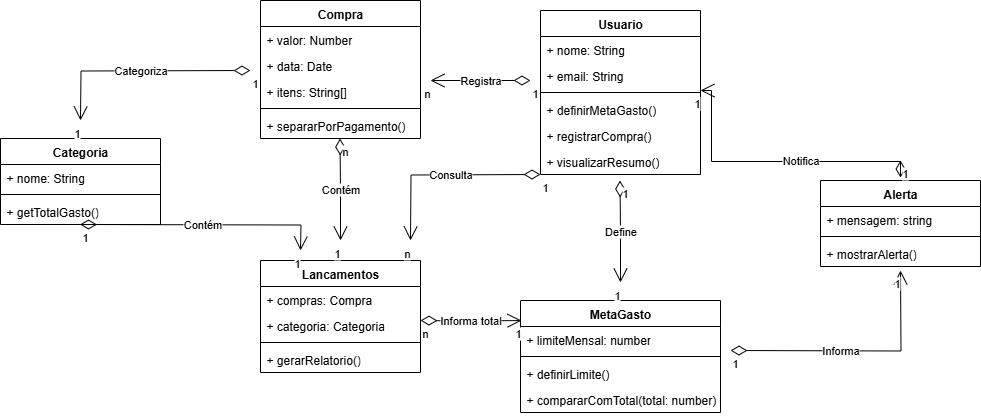 Compra
+ valor: Number
+ data: Date
+ itens: String[]
+ separarPorPagamento()
Usuario
+ nome: String
+ email: String
+ definirMetaGasto()
+ registrarCompra()
+ visualizarResumo()
Categoriza
1
1
Registra
1
n
Categoria
+ nome: String
+ getTotalGasto()
Contém
1
1
Contém
n
1
Consulta
1
n
Define
1
1
Notifica
1
1
Alerta
+ mensagem: string
+ mostrarAlerta()
Lancamentos
+ compras: Compra
+ categoria: Categoria
+ gerarRelatorio()
Informa total
n
1
MetaGasto
+ limiteMensal: number
+ definirLimite()
+ compararComTotal(total: number)
Informa
1
1